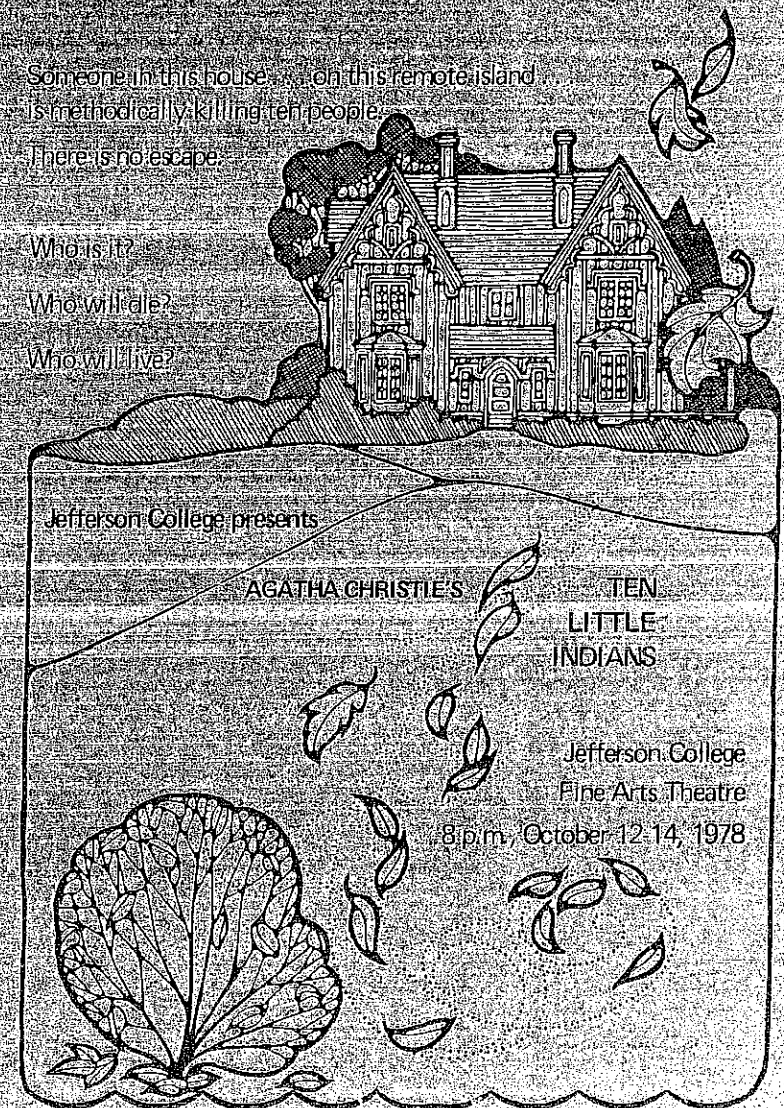 Someone in this house . . . . on this remote island . . . .
is methodically killing ten people.
There is no escape.
Who is it?
Who will die?
Who will live?
Jefferson College presents
AGATHA CHRISTIE'S
TEN
LITTLE
INDIANS
Jefferson College
Fine Arts Theatre
8 p.m., October 12-14, 1978